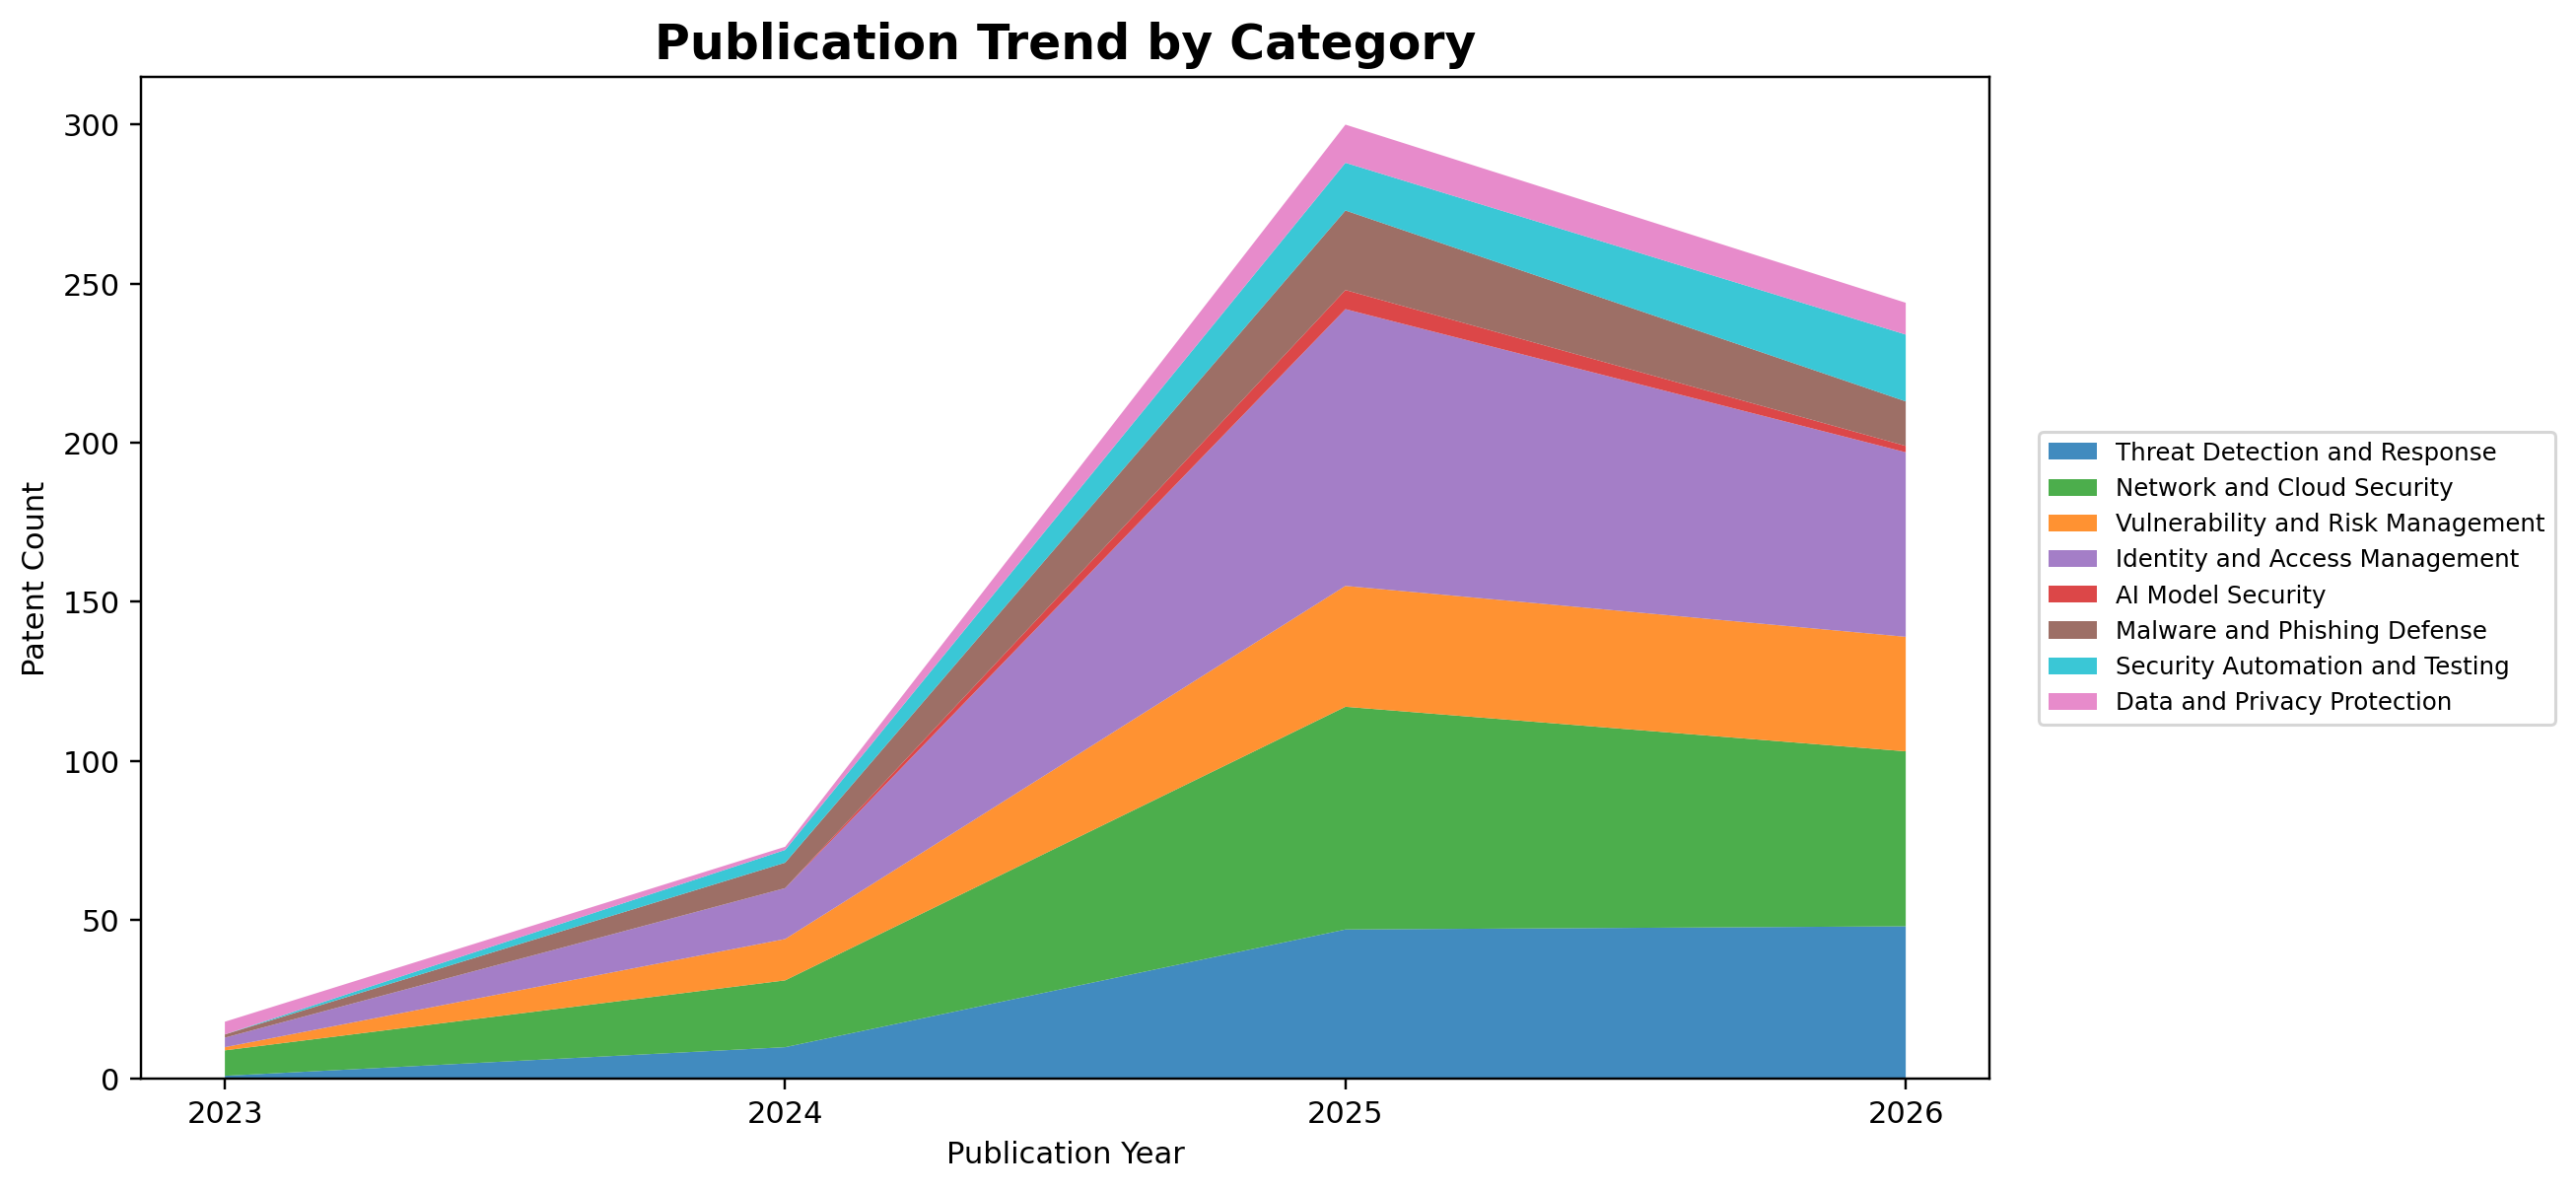 Publication Trend by Category
300
250
200
150
100
50
0
Patent Count
2023
2024
2025
2026
Publication Year
Threat Detection and Response
Network and Cloud Security
Vulnerability and Risk Management
Identity and Access Management
AI Model Security
Malware and Phishing Defense
Security Automation and Testing
Data and Privacy Protection